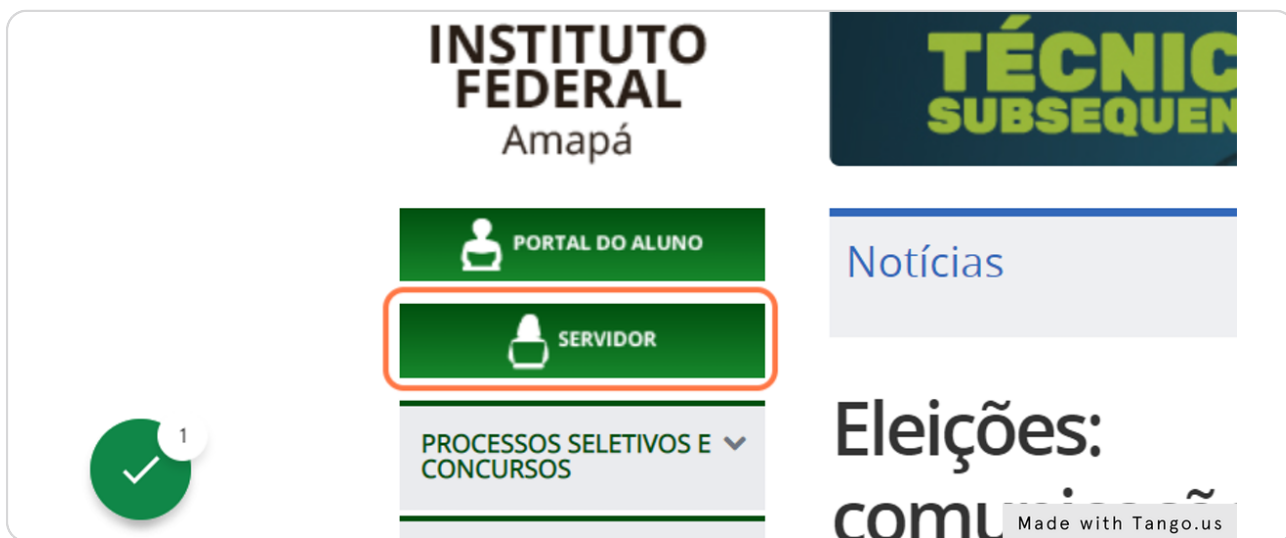 INSTITUTO
FEDERAL
Amapá
PORTAL DO ALUNO
SERVIDOR
PROCESSOS SELETIVOS E
CONCURSOS
1
TÉCNIC
SUBSEQUEN
Notícias
Eleições:
Made with Tango.us